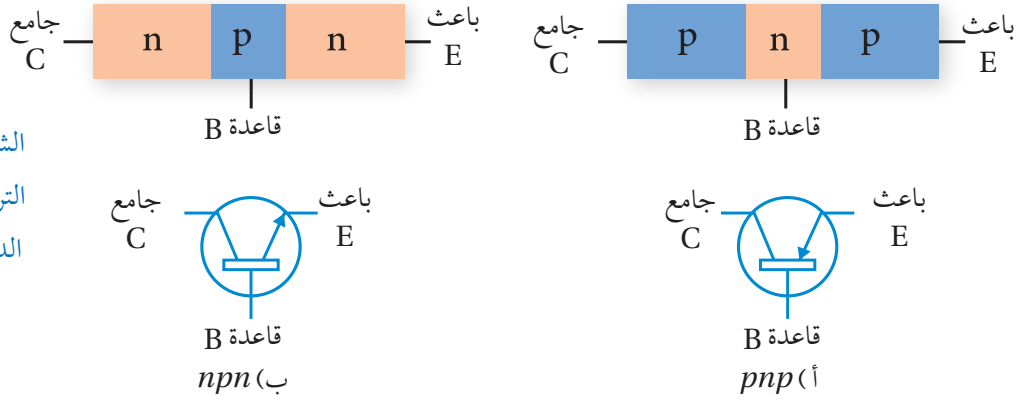 باعث
E
p n p
جامع
C
قاعدة B
باعث
E
n p n
جامع
C
قاعدة B
باعث
E
جامع
C
قاعدة B
أ) pnp
باعث
E
جامع
C
قاعدة B
ب) npn